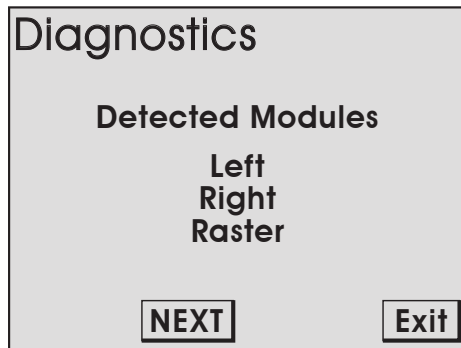 Diagnostics
Detected Modules
Left
Right
Raster
NEXT Exit